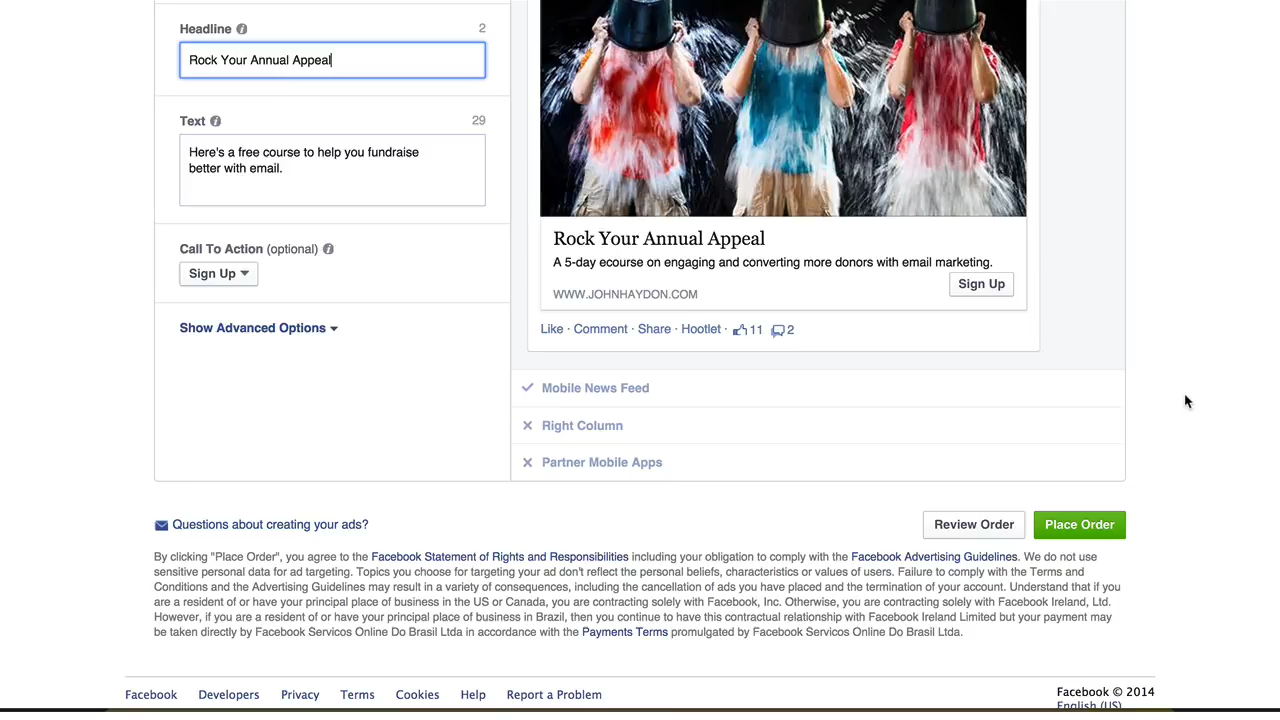 Headline 2
Rock Your Annual Appeal
Text 29
Here's a free course to help you fundraise
better with email.
Call To Action (optional)
Sign Up
Show Advanced Options
Rock Your Annual Appeal
A 5-day ecourse on engaging and converting more donors with email marketing.
Sign Up
WWW.JOHNHAYDON.COM
Like · Comment · Share · Hootlet · 11 2
Mobile News Feed
Right Column
Partner Mobile Apps
Questions about creating your ads?
Review Order
Place Order
By clicking "Place Order", you agree to the Facebook Statement of Rights and Responsibilities including your obligation to comply with the Facebook Advertising Guidelines. We do not use
sensitive personal data for ad targeting. Topics you choose for targeting your ad don't reflect the personal beliefs, characteristics or values of users. Failure to comply with the Terms and
Conditions and the Advertising Guidelines may result in a variety of consequences, including the cancellation of ads you have placed and the termination of your account. Understand that if you
are a resident of or have your principal place of business in the US or Canada, you are contracting solely with Facebook, Inc. Otherwise, you are contracting solely with Facebook Ireland, Ltd.
However, if you are a resident of or have your principal place of business in Brazil, then you continue to have this contractual relationship with Facebook Ireland Limited but your payment may
be taken directly by Facebook Servicos Online Do Brasil Ltda in accordance with the Payments Terms promulgated by Facebook Servicos Online Do Brasil Ltda.
Facebook Developers Privacy Terms Cookies Help Report a Problem
Facebook © 2014
English (US)